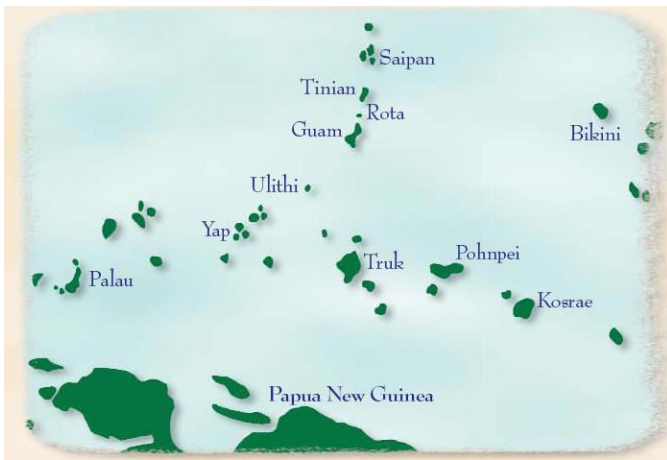 Saipan
Tinian
Rota
Guam
Bikini
Ulithi
Yap
Truk
Pohnpei
Palau
Kosrae
Papua New Guinea